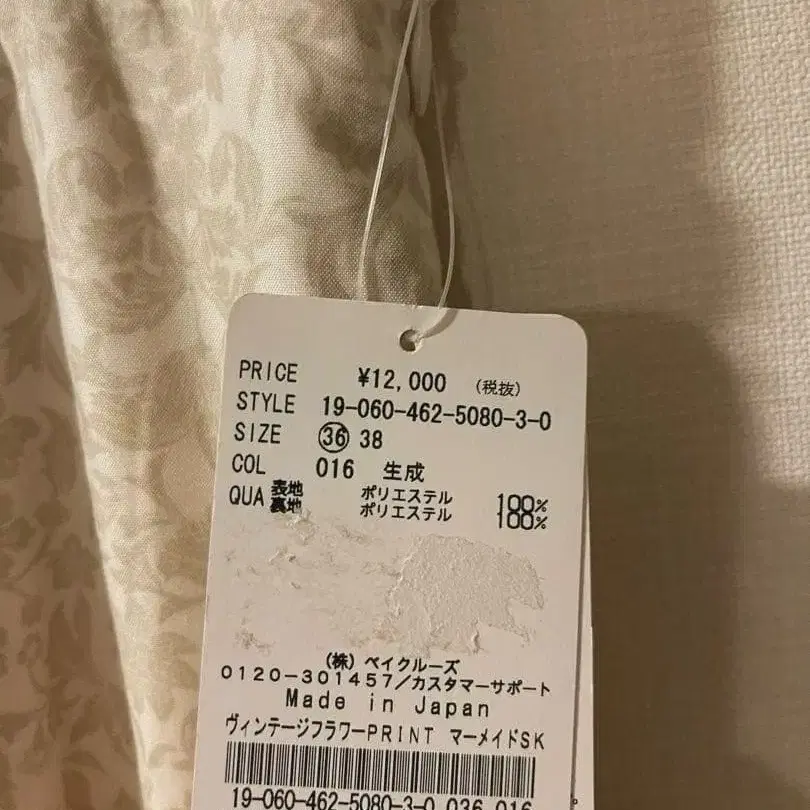 PRICE ¥12,000 (税抜)
STYLE 19-060-462-5080-3-0
SIZE 36 38
COL 016 生成
QUA 表地 ポリエステル 100%
裏地 ポリエステル 100%
(株) ベイクルーズ
0120-301457/カスタマーサポート
Made in Japan
ヴィンテージフラワーPRINT マーメイドSK
19-060-462-5080-3-0 036 016